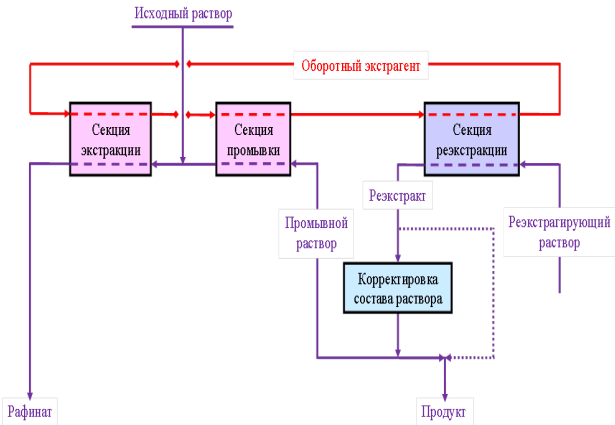 Исходный раствор
Оборотный экстрагент
Секция
экстракции
Секция
промывки
Секция
реэкстракции
Реэкстракт
Промывной
раствор
Реэкстрагирующий
раствор
Корректировка
состава раствора
Рафинат
Продукт